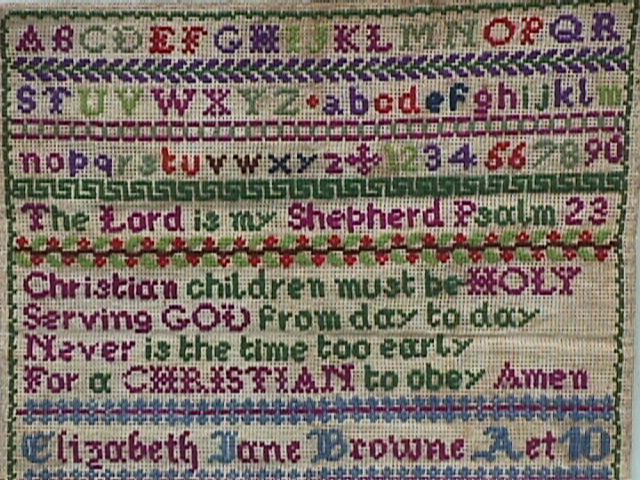 ABCDEFGHIJKLMNOPQR
STUVWXYZ•abcdefghijklm
nopqrstuvwxyz 1234567890
The Lord is my Shepherd Psalm 23
Christian children must be HOLY
Serving GOD from day to day
Never is the time too early
For a CHRISTIAN to obey Amen
Elizabeth Jane Browne Aet 10